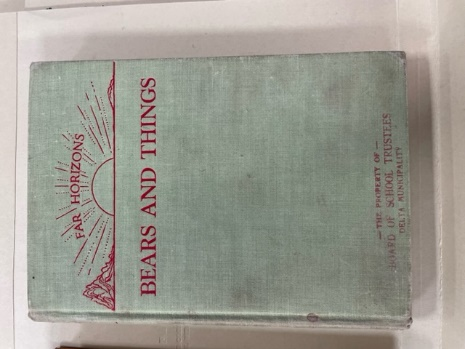 FAR HORIZONS
BEARS AND THINGS
— THE PROPERTY OF —
BOARD OF SCHOOL TRUSTEES
DELTA MUNICIPALITY